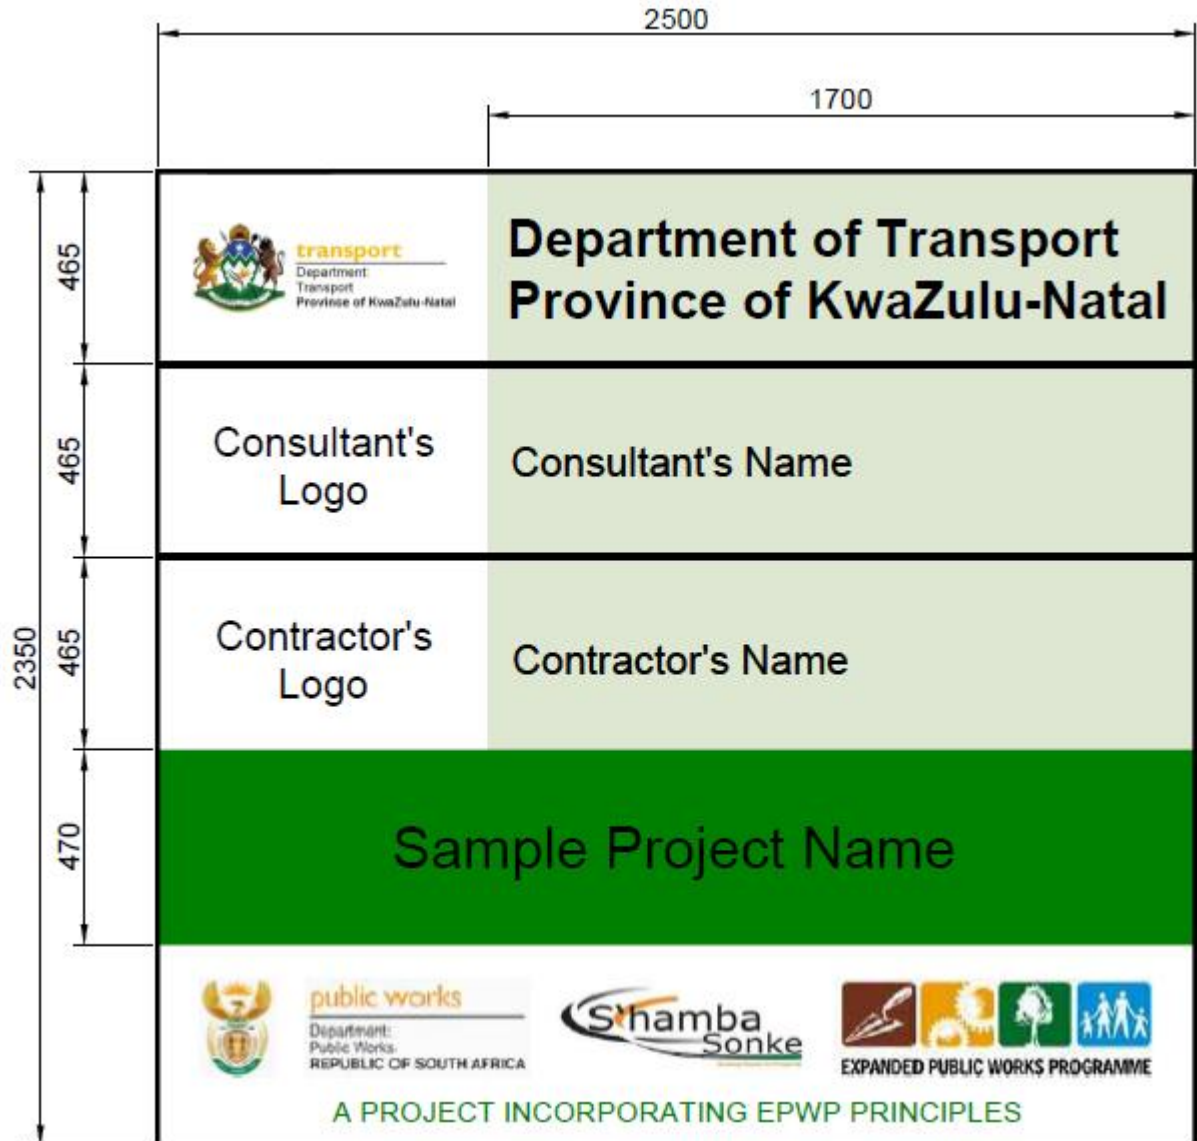 2500
1700
465
transport
Department
Transport
Province of KwaZulu-Natal
Department of Transport
Province of KwaZulu-Natal
465
Consultant's
Logo
Consultant's Name
2350
465
Contractor's
Logo
Contractor's Name
470
Sample Project Name
public works
Department:
Public Works
REPUBLIC OF SOUTH AFRICA
S'hamba
Sonke
EXPANDED PUBLIC WORKS PROGRAMME
A PROJECT INCORPORATING EPWP PRINCIPLES